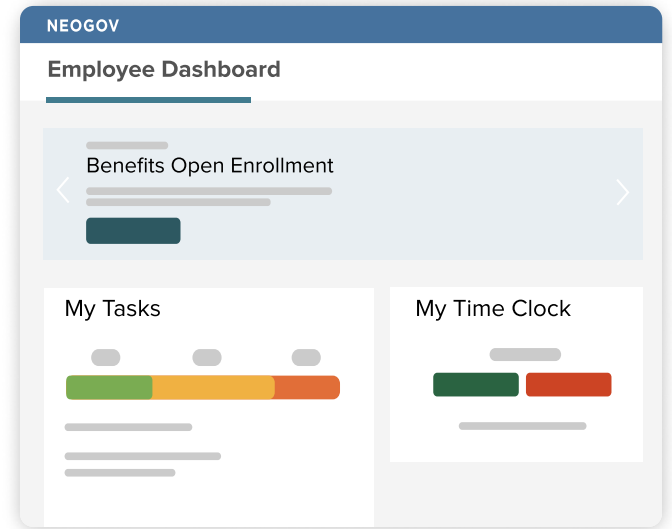 NEOGOV
Employee Dashboard
Benefits Open Enrollment
My Tasks
My Time Clock